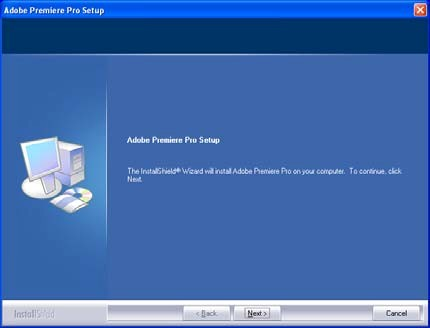 Adobe Premiere Pro Setup
Adobe Premiere Pro Setup
The InstallShield® Wizard will install Adobe Premiere Pro on your computer. To continue, click
Next.
InstallShield
< Back
Next >
Cancel